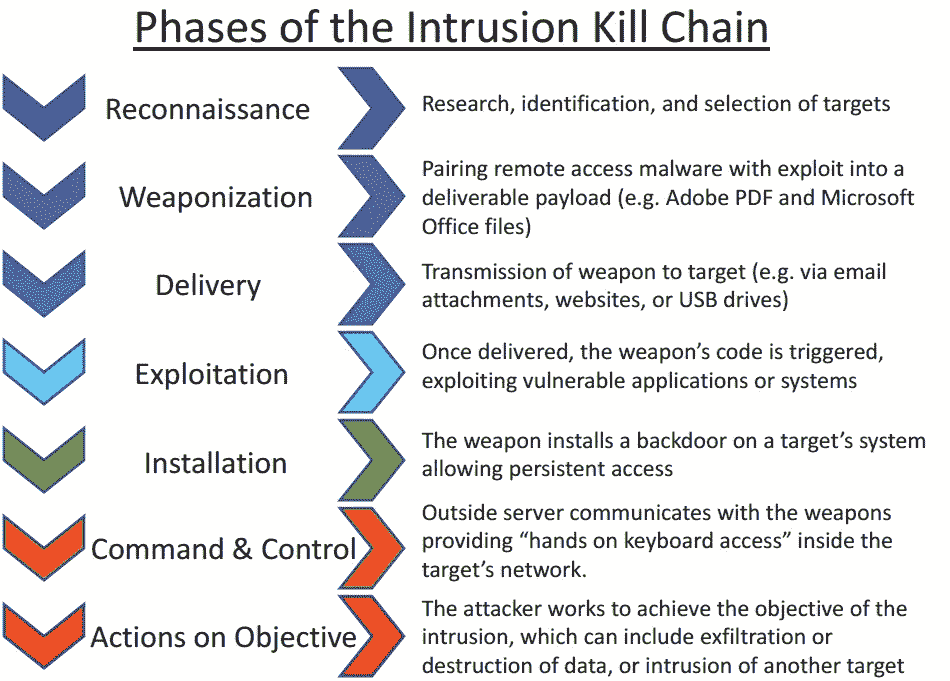 Phases of the Intrusion Kill Chain
Reconnaissance
Research, identification, and selection of targets
Weaponization
Pairing remote access malware with exploit into a
deliverable payload (e.g. Adobe PDF and Microsoft
Office files)
Delivery
Transmission of weapon to target (e.g. via email
attachments, websites, or USB drives)
Exploitation
Once delivered, the weapon’s code is triggered,
exploiting vulnerable applications or systems
Installation
The weapon installs a backdoor on a target’s system
allowing persistent access
Command & Control
Outside server communicates with the weapons
providing “hands on keyboard access” inside the
target’s network.
Actions on Objective
The attacker works to achieve the objective of the
intrusion, which can include exfiltration or
destruction of data, or intrusion of another target